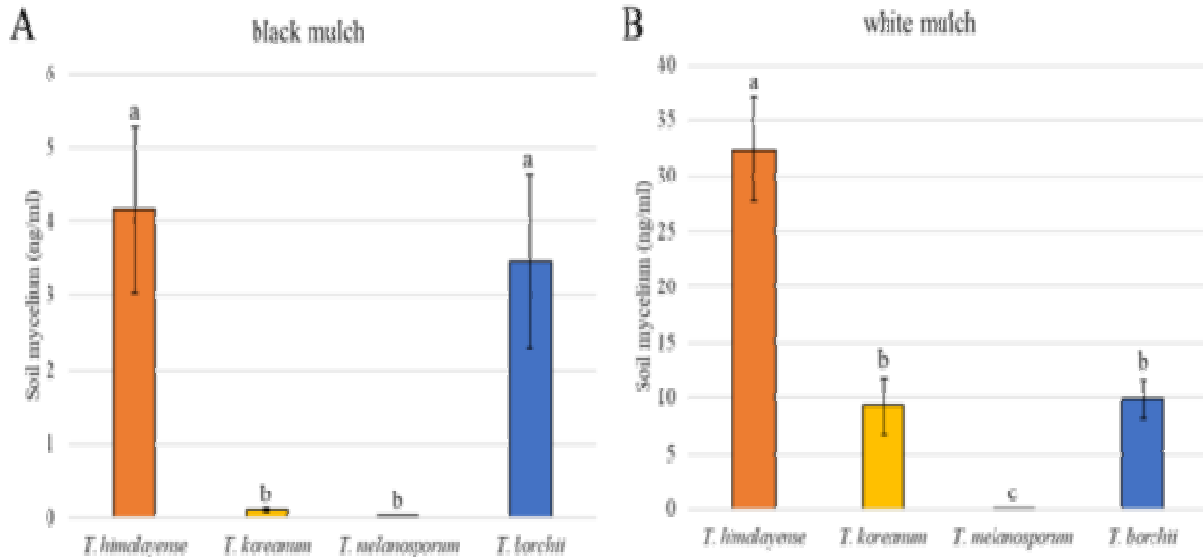 A
black mulch
6
5
4
3
2
1
0
Soil mycelium (ng/ml)
a
b
b
a
T. himalayense
T. koreanum
T. melanosporum
T. borchii
B
white mulch
40
35
30
25
20
15
10
5
0
Soil mycelium (ng/ml)
a
b
c
b
T. himalayense
T. koreanum
T. melanosporum
T. borchii